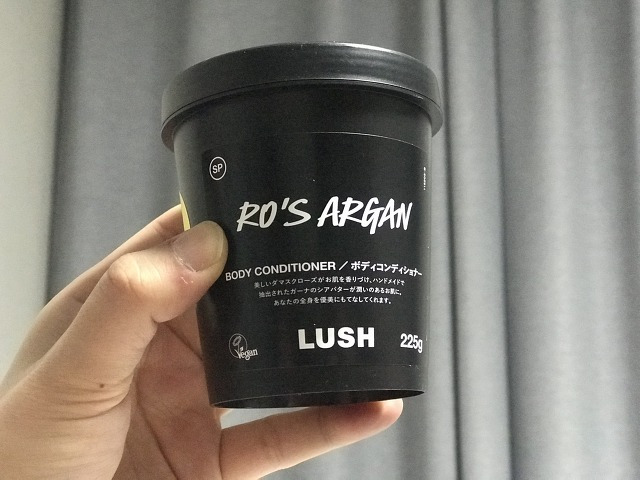 SP
RO'S ARGAN
BODY CONDITIONER / ボディコンディショナー
美しいダマスクローズがお肌を香りづけ、ハンドメイドで
抽出されたガーナのシアバターが潤いのあるお肌に。
あなたの全身を優美にもてなしてくれます。
Vegan
LUSH
225g